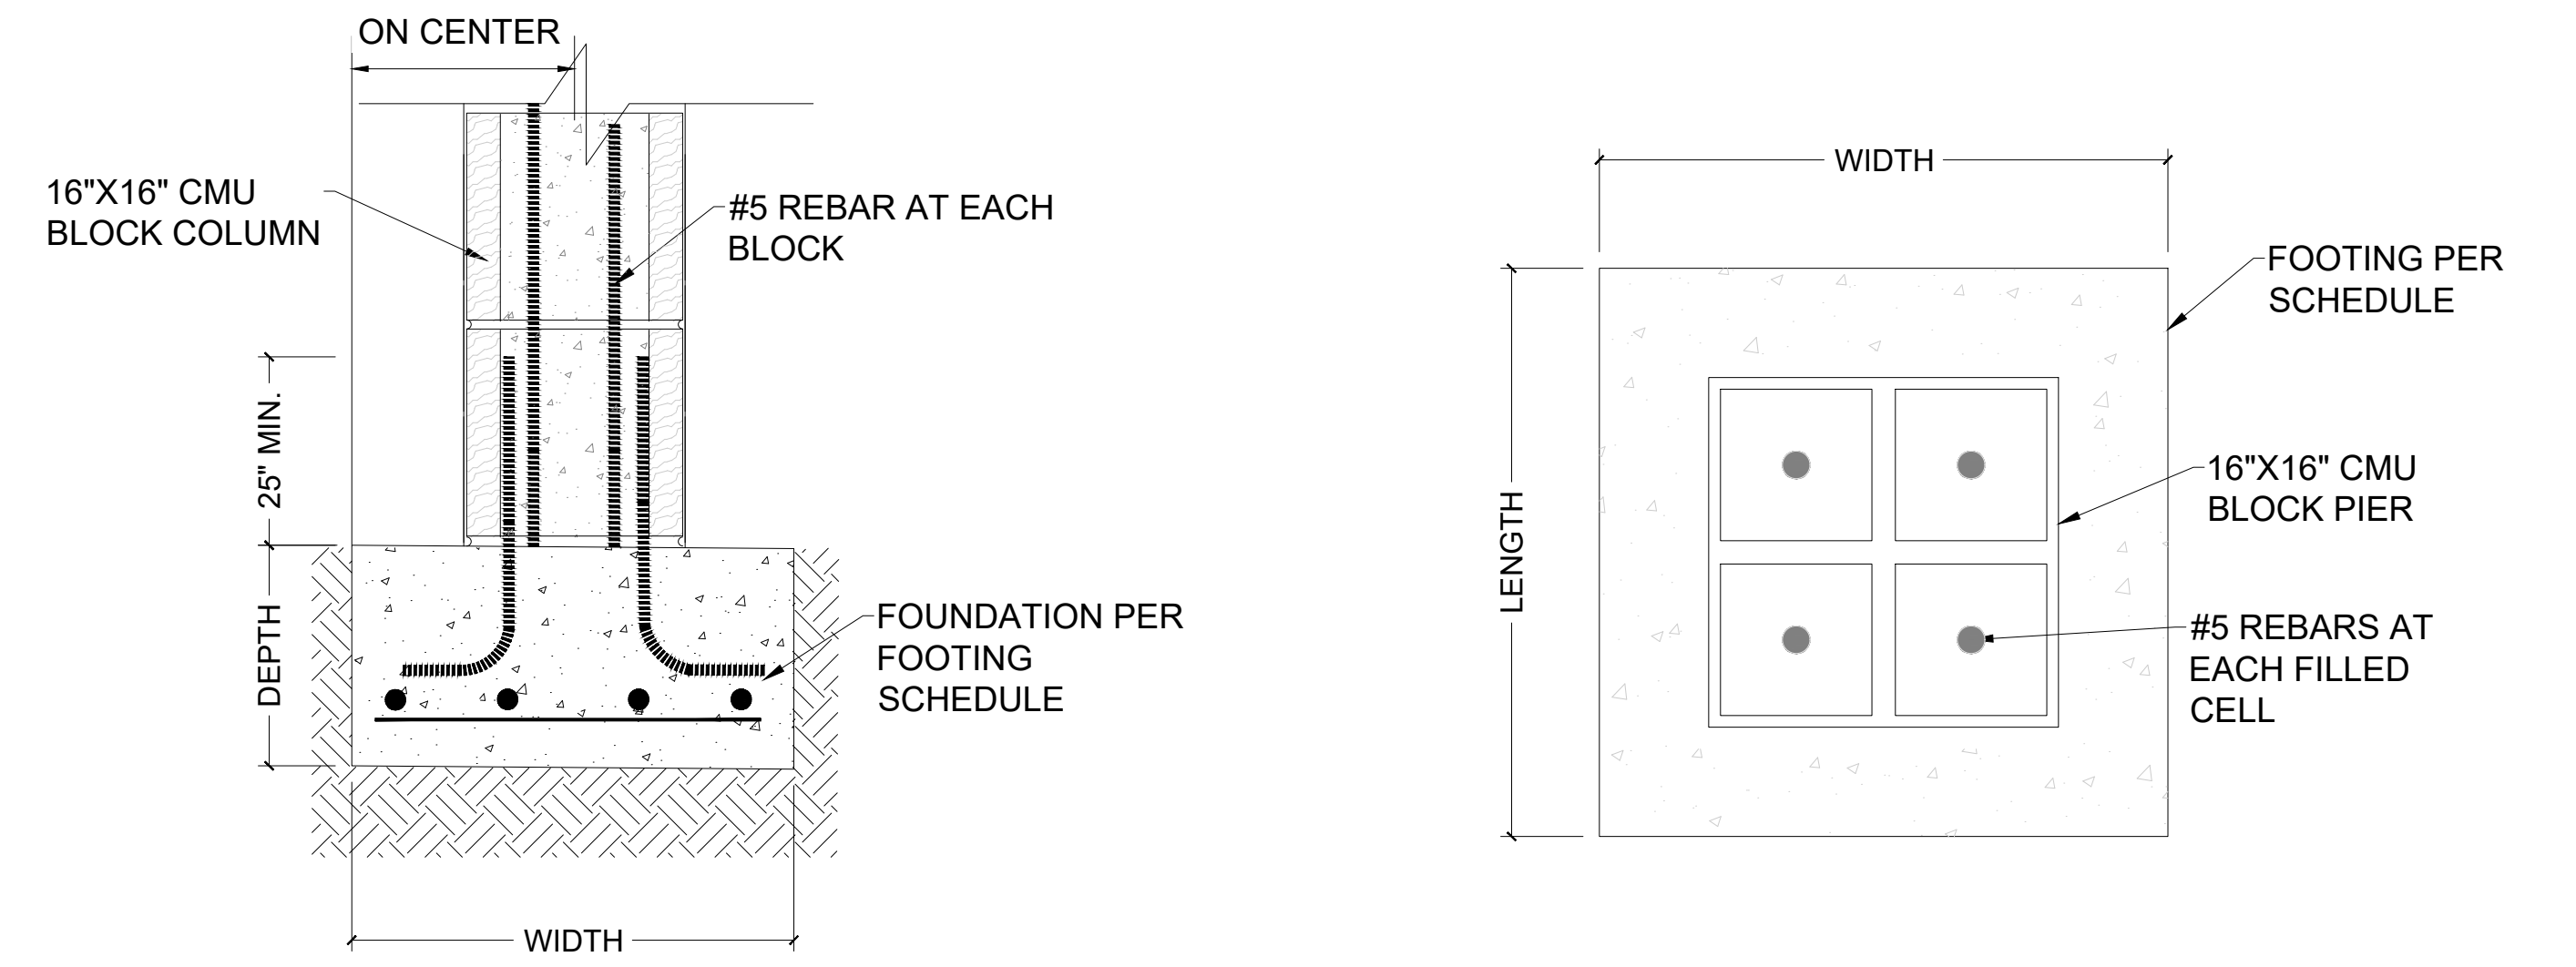 ON CENTER
16"X16" CMU
BLOCK COLUMN
#5 REBAR AT EACH
BLOCK
25" MIN.
DEPTH
FOUNDATION PER
FOOTING
SCHEDULE
WIDTH
WIDTH
LENGTH
FOOTING PER
SCHEDULE
16"X16" CMU
BLOCK PIER
#5 REBARS AT
EACH FILLED
CELL